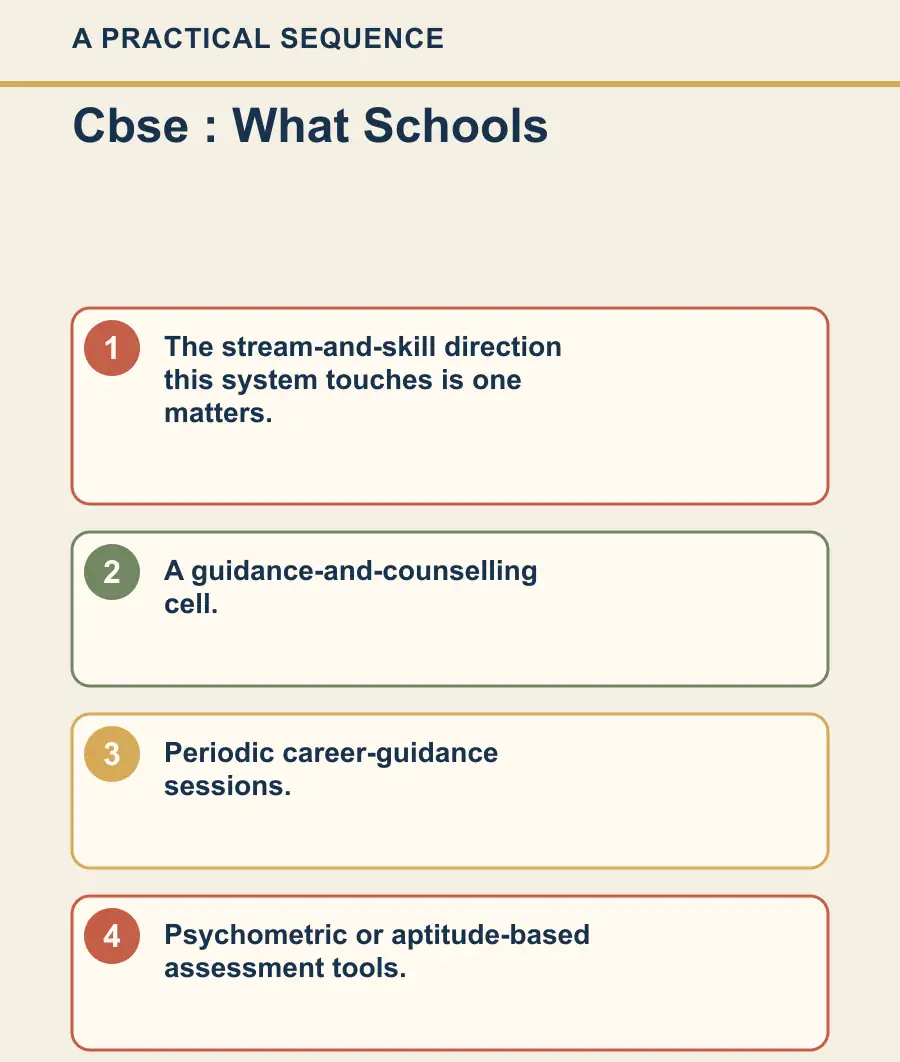 A PRACTICAL SEQUENCE
Cbse : What Schools
1
The stream-and-skill direction
this system touches is one
matters.
2
A guidance-and-counselling
cell.
3
Periodic career-guidance
sessions.
4
Psychometric or aptitude-based
assessment tools.